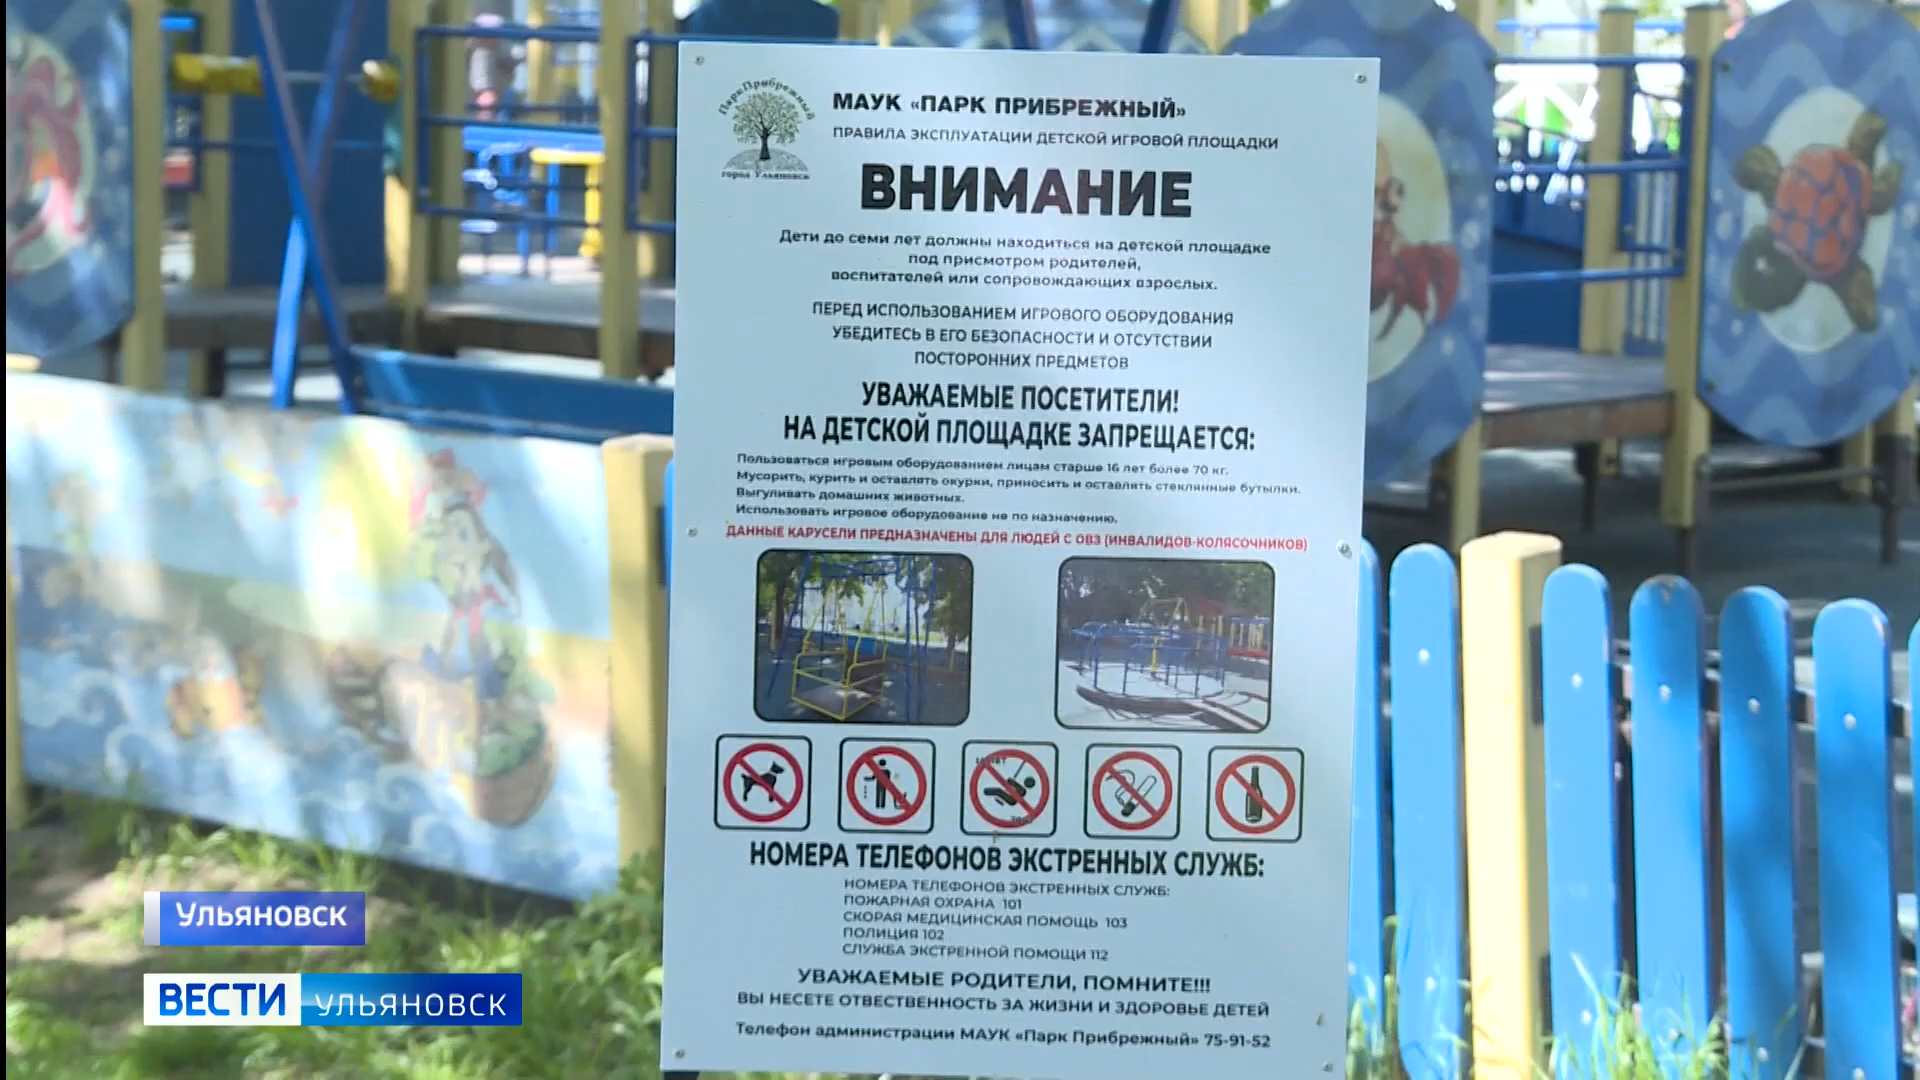 Парк Прибрежный
город Ульяновск
МАУК «ПАРК ПРИБРЕЖНЫЙ»
ПРАВИЛА ЭКСПЛУАТАЦИИ ДЕТСКОЙ ИГРОВОЙ ПЛОЩАДКИ
ВНИМАНИЕ
Дети до семи лет должны находиться на детской площадке
под присмотром родителей,
воспитателей или сопровождающих взрослых.
ПЕРЕД ИСПОЛЬЗОВАНИЕМ ИГРОВОГО ОБОРУДОВАНИЯ
УБЕДИТЕСЬ В ЕГО БЕЗОПАСНОСТИ И ОТСУТСТВИИ
ПОСТОРОННИХ ПРЕДМЕТОВ
УВАЖАЕМЫЕ ПОСЕТИТЕЛИ!
НА ДЕТСКОЙ ПЛОЩАДКЕ ЗАПРЕЩАЕТСЯ:
Пользоваться игровым оборудованием лицам старше 16 лет более 70 кг.
Мусорить, курить и оставлять окурки, приносить и оставлять стеклянные бутылки.
Выгуливать домашних животных.
Использовать игровое оборудование не по назначению.
ДАННЫЕ КАРУСЕЛИ ПРЕДНАЗНАЧЕНЫ ДЛЯ ЛЮДЕЙ С ОВЗ (ИНВАЛИДОВ-КОЛЯСОЧНИКОВ)
НОМЕРА ТЕЛЕФОНОВ ЭКСТРЕННЫХ СЛУЖБ:
НОМЕРА ТЕЛЕФОНОВ ЭКСТРЕННЫХ СЛУЖБ:
ПОЖАРНАЯ ОХРАНА 101
СКОРАЯ МЕДИЦИНСКАЯ ПОМОЩЬ 103
ПОЛИЦИЯ 102
СЛУЖБА ЭКСТРЕННОЙ ПОМОЩИ 112
УВАЖАЕМЫЕ РОДИТЕЛИ, ПОМНИТЕ!!!
ВЫ НЕСЕТЕ ОТВЕСТВЕННОСТЬ ЗА ЖИЗНИ И ЗДОРОВЬЕ ДЕТЕЙ
Телефон администрации МАУК «Парк Прибрежный» 75-91-52
Ульяновск
ВЕСТИ УЛЬЯНОВСК